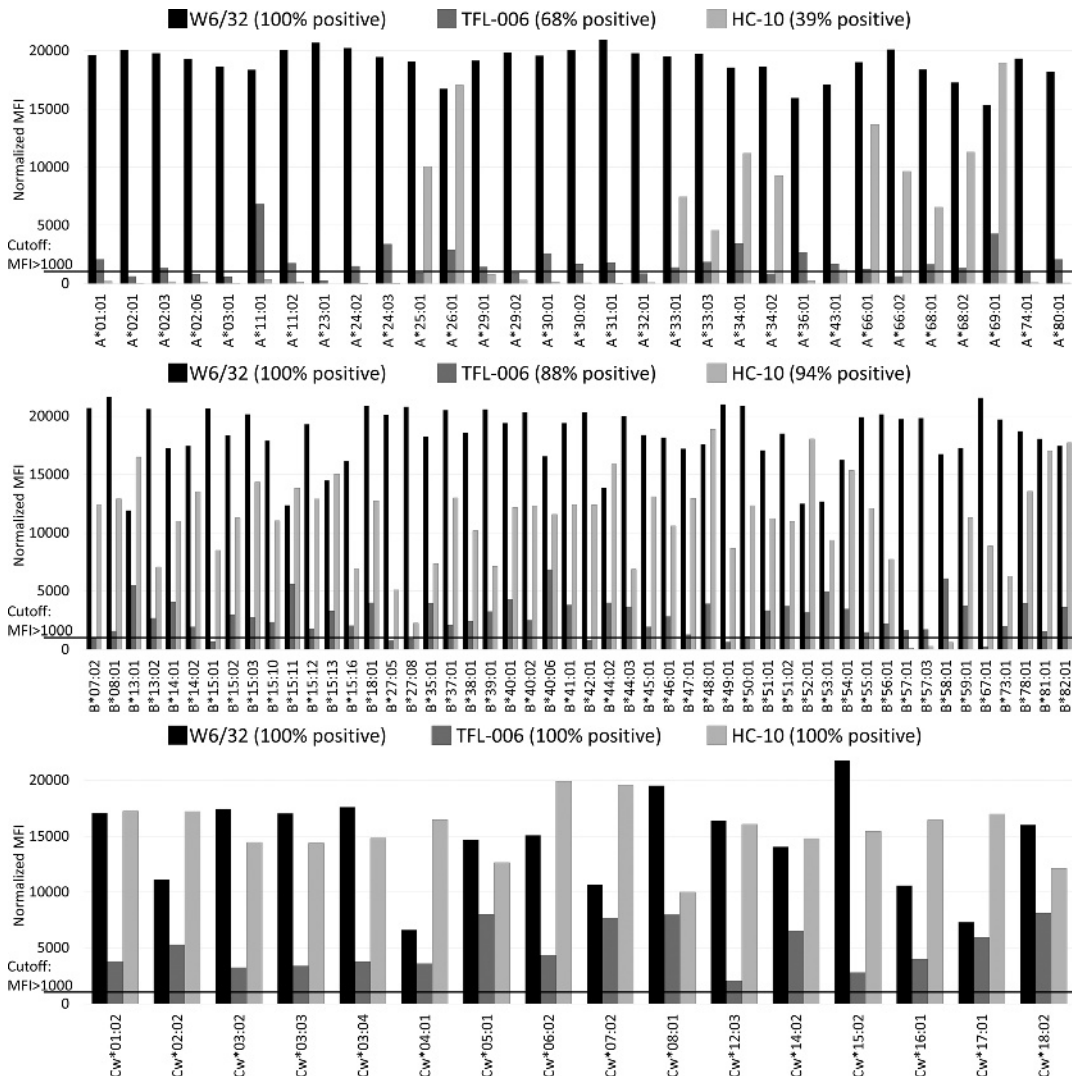 W6/32 (100% positive) TFL-006 (68% positive) HC-10 (39% positive)
Normalized MFI
20000
15000
10000
5000
Cutoff:
MFI>1000
0
A*01:01 A*02:01 A*02:03 A*02:06 A*03:01 A*11:01 A*11:02 A*23:01 A*24:02 A*24:03 A*25:01 A*26:01 A*29:01 A*29:02 A*30:01 A*30:02 A*31:01 A*32:01 A*33:01 A*33:03 A*34:01 A*34:02 A*36:01 A*43:01 A*66:01 A*66:02 A*68:01 A*68:02 A*69:01 A*74:01 A*80:01
W6/32 (100% positive) TFL-006 (88% positive) HC-10 (94% positive)
Normalized MFI
20000
15000
10000
5000
Cutoff:
MFI>1000
0
B*07:02 B*08:01 B*13:01 B*13:02 B*14:01 B*14:02 B*15:01 B*15:02 B*15:03 B*15:10 B*15:11 B*15:12 B*15:13 B*15:16 B*18:01 B*27:05 B*27:08 B*35:01 B*37:01 B*38:01 B*39:01 B*40:01 B*40:02 B*40:06 B*41:01 B*42:01 B*44:02 B*44:03 B*45:01 B*46:01 B*47:01 B*48:01 B*49:01 B*50:01 B*51:01 B*51:02 B*52:01 B*53:01 B*54:01 B*55:01 B*56:01 B*57:01 B*57:03 B*58:01 B*59:01 B*67:01 B*73:01 B*78:01 B*81:01 B*82:01
W6/32 (100% positive) TFL-006 (100% positive) HC-10 (100% positive)
Normalized MFI
20000
15000
10000
5000
Cutoff:
MFI>1000
0
Cw*01:02 Cw*02:02 Cw*03:02 Cw*03:03 Cw*03:04 Cw*04:01 Cw*05:01 Cw*06:02 Cw*07:02 Cw*08:01 Cw*12:03 Cw*14:02 Cw*15:02 Cw*16:01 Cw*17:01 Cw*18:02